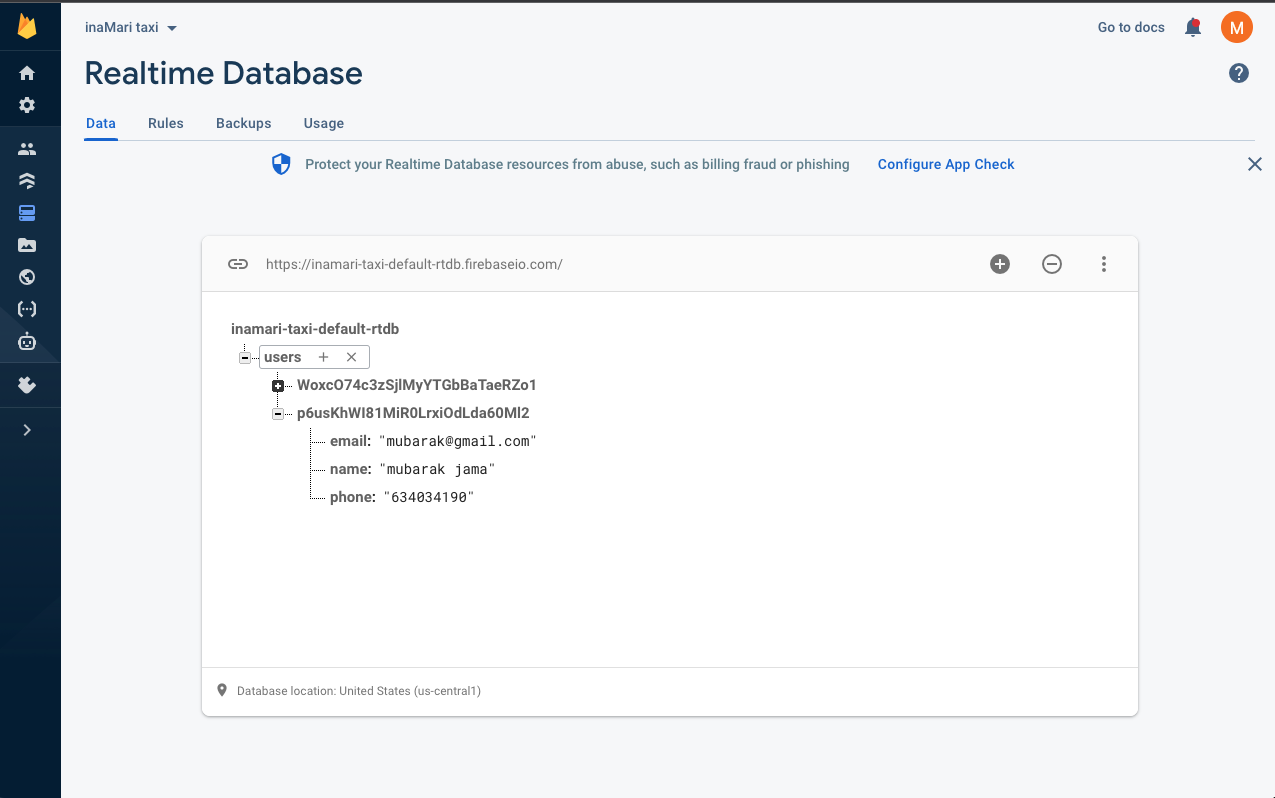 inaMari taxi
Go to docs
M
Realtime Database
?
Data Rules Backups Usage
Protect your Realtime Database resources from abuse, such as billing fraud or phishing Configure App Check
https://inamari-taxi-default-rtdb.firebaseio.com/
inamari-taxi-default-rtdb
users
WoxcO74c3zSjlMyYTGbBaTaeRZo1
p6usKhWI81MiR0LrxiOdLda60Ml2
email: "mubarak@gmail.com"
name: "mubarak jama"
phone: "634034190"
Database location: United States (us-central1)